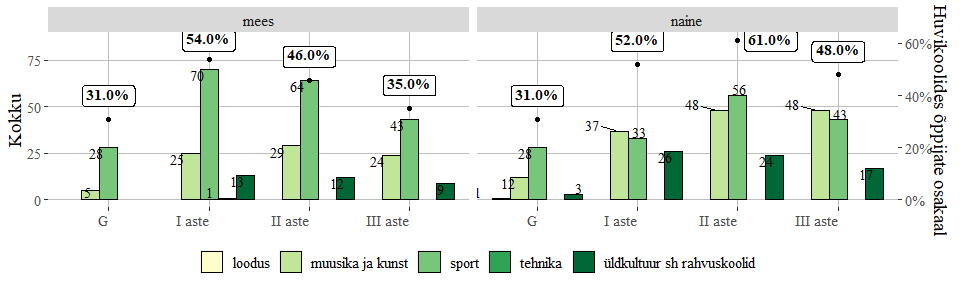 mees
naine
54.0%
46.0%
31.0%
35.0%
52.0%
61.0%
48.0%
31.0%
Kokku
Huvikoolides õppijate osakaal
75
50
25
0
60%
40%
20%
0%
5
28
25
70
1
13
29
64
12
24
43
9
1
12
28
3
37
33
26
48
56
24
48
43
17
G
I aste
II aste
III aste
G
I aste
II aste
III aste
loodus
muusika ja kunst
sport
tehnika
üldkultuur sh rahvuskoolid